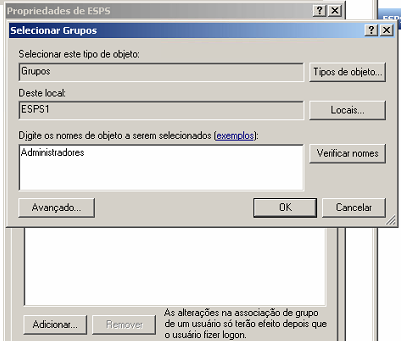 Propriedades de ESPS
Selecionar Grupos
Selecionar este tipo de objeto:
Grupos
Tipos de objeto...
Deste local:
ESPS1
Locais...
Digite os nomes de objeto a serem selecionados (exemplos):
Administradores
Verificar nomes
Avançado...
OK
Cancelar
Adicionar...
Remover
As alterações na associação de grupo
de um usuário só terão efeito depois que
o usuário fizer logon.